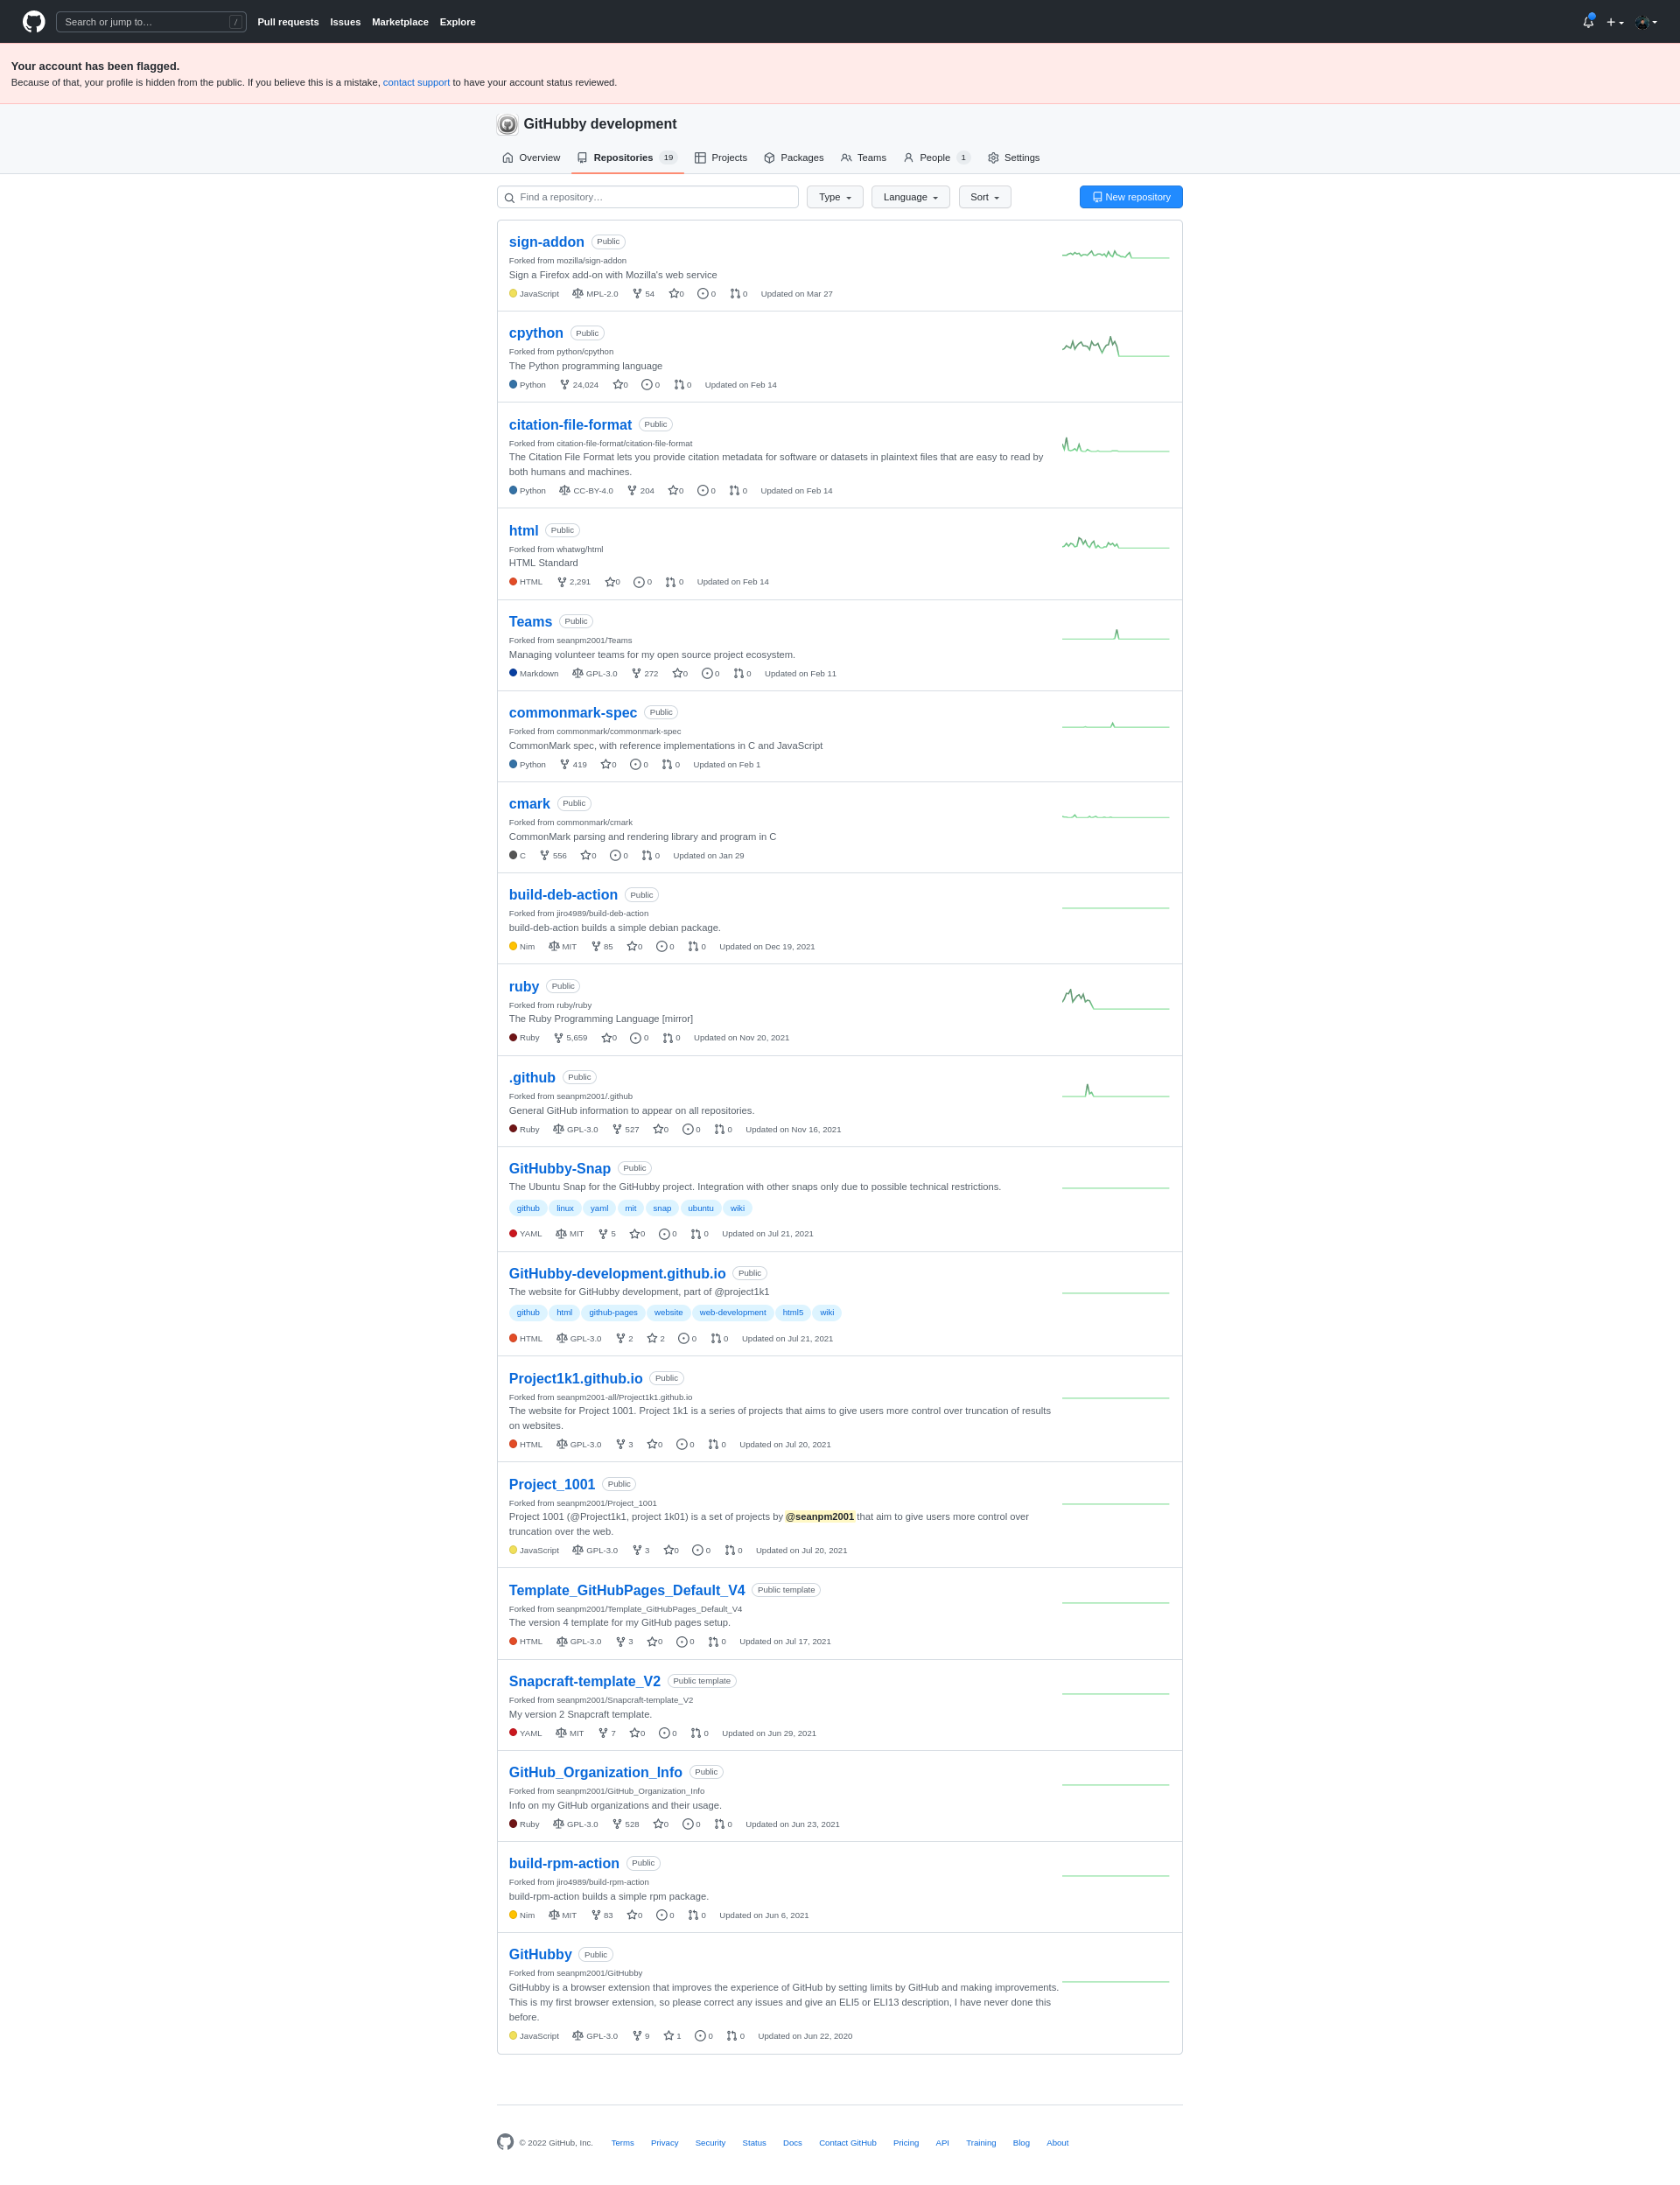 Search or jump to… /
Pull requests Issues Marketplace Explore
Your account has been flagged.
Because of that, your profile is hidden from the public. If you believe this is a mistake, contact support to have your account status reviewed.
GitHubby development
Overview Repositories 19 Projects Packages Teams People 1 Settings
Find a repository… Type Language Sort New repository
sign-addon Public
Forked from mozilla/sign-addon
Sign a Firefox add-on with Mozilla's web service
JavaScript MPL-2.0 54 0 0 0 Updated on Mar 27
cpython Public
Forked from python/cpython
The Python programming language
Python 24,024 0 0 0 Updated on Feb 14
citation-file-format Public
Forked from citation-file-format/citation-file-format
The Citation File Format lets you provide citation metadata for software or datasets in plaintext files that are easy to read by
both humans and machines.
Python CC-BY-4.0 204 0 0 0 Updated on Feb 14
html Public
Forked from whatwg/html
HTML Standard
HTML 2,291 0 0 0 Updated on Feb 14
Teams Public
Forked from seanpm2001/Teams
Managing volunteer teams for my open source project ecosystem.
Markdown GPL-3.0 272 0 0 0 Updated on Feb 11
commonmark-spec Public
Forked from commonmark/commonmark-spec
CommonMark spec, with reference implementations in C and JavaScript
Python 419 0 0 0 Updated on Feb 1
cmark Public
Forked from commonmark/cmark
CommonMark parsing and rendering library and program in C
C 556 0 0 0 Updated on Jan 29
build-deb-action Public
Forked from jiro4989/build-deb-action
build-deb-action builds a simple debian package.
Nim MIT 85 0 0 0 Updated on Dec 19, 2021
ruby Public
Forked from ruby/ruby
The Ruby Programming Language [mirror]
Ruby 5,659 0 0 0 Updated on Nov 20, 2021
.github Public
Forked from seanpm2001/.github
General GitHub information to appear on all repositories.
Ruby GPL-3.0 527 0 0 0 Updated on Nov 16, 2021
GitHubby-Snap Public
The Ubuntu Snap for the GitHubby project. Integration with other snaps only due to possible technical restrictions.
github linux yaml mit snap ubuntu wiki
YAML MIT 5 0 0 0 Updated on Jul 21, 2021
GitHubby-development.github.io Public
The website for GitHubby development, part of @project1k1
github html github-pages website web-development html5 wiki
HTML GPL-3.0 2 2 0 0 Updated on Jul 21, 2021
Project1k1.github.io Public
Forked from seanpm2001-all/Project1k1.github.io
The website for Project 1001. Project 1k1 is a series of projects that aims to give users more control over truncation of results
on websites.
HTML GPL-3.0 3 0 0 0 Updated on Jul 20, 2021
Project_1001 Public
Forked from seanpm2001/Project_1001
Project 1001 (@Project1k1, project 1k01) is a set of projects by @seanpm2001 that aim to give users more control over
truncation over the web.
JavaScript GPL-3.0 3 0 0 0 Updated on Jul 20, 2021
Template_GitHubPages_Default_V4 Public template
Forked from seanpm2001/Template_GitHubPages_Default_V4
The version 4 template for my GitHub pages setup.
HTML GPL-3.0 3 0 0 0 Updated on Jul 17, 2021
Snapcraft-template_V2 Public template
Forked from seanpm2001/Snapcraft-template_V2
My version 2 Snapcraft template.
YAML MIT 7 0 0 0 Updated on Jun 29, 2021
GitHub_Organization_Info Public
Forked from seanpm2001/GitHub_Organization_Info
Info on my GitHub organizations and their usage.
Ruby GPL-3.0 528 0 0 0 Updated on Jun 23, 2021
build-rpm-action Public
Forked from jiro4989/build-rpm-action
build-rpm-action builds a simple rpm package.
Nim MIT 83 0 0 0 Updated on Jun 6, 2021
GitHubby Public
Forked from seanpm2001/GitHubby
GitHubby is a browser extension that improves the experience of GitHub by setting limits by GitHub and making improvements.
This is my first browser extension, so please correct any issues and give an ELI5 or ELI13 description, I have never done this
before.
JavaScript GPL-3.0 9 1 0 0 Updated on Jun 22, 2020
© 2022 GitHub, Inc. Terms Privacy Security Status Docs Contact GitHub Pricing API Training Blog About